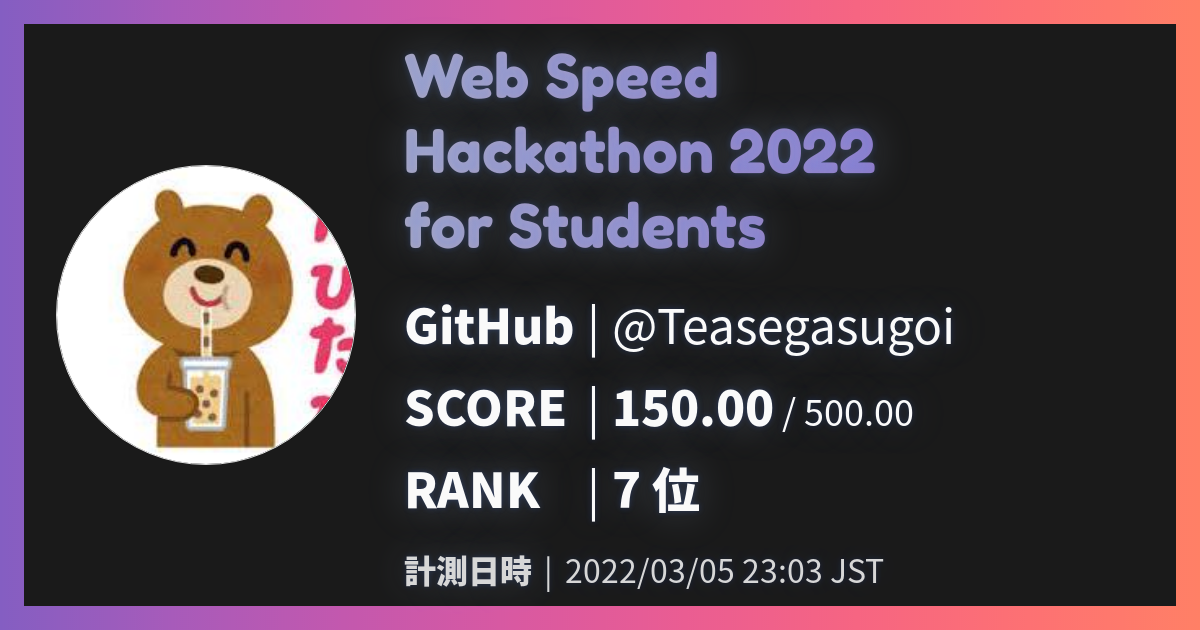 Web Speed
Hackathon 2022
for Students
GitHub | @Teasegasugoi
SCORE | 150.00 / 500.00
RANK | 7 位
計測日時 | 2022/03/05 23:03 JST